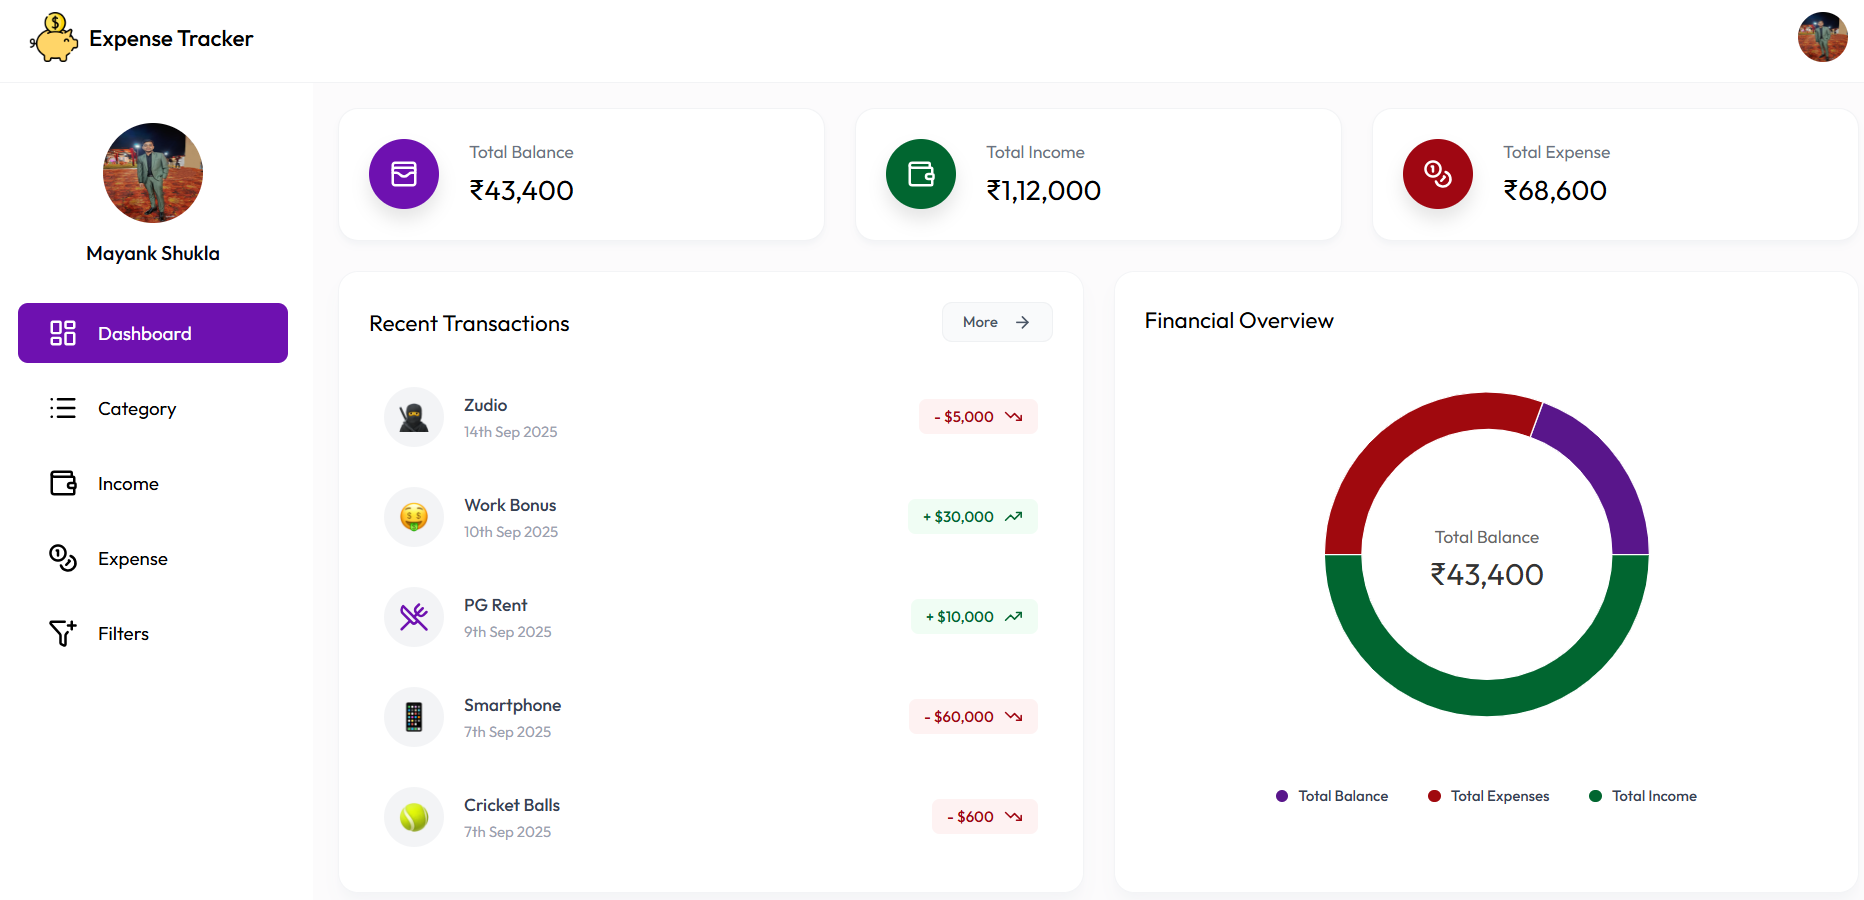 Expense Tracker
Mayank Shukla
Dashboard
Category
Income
Expense
Filters
Total Balance
₹43,400
Total Income
₹1,12,000
Total Expense
₹68,600
Recent Transactions
More
Zudio
14th Sep 2025
- $5,000
Work Bonus
10th Sep 2025
+ $30,000
PG Rent
9th Sep 2025
+ $10,000
Smartphone
7th Sep 2025
- $60,000
Cricket Balls
7th Sep 2025
- $600
Financial Overview
Total Balance
₹43,400
Total Balance
Total Expenses
Total Income